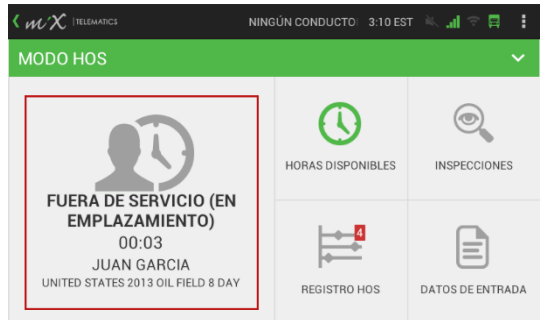 mix TELEMATICS
NINGÚN CONDUCTO
3:10 EST
MODO HOS
FUERA DE SERVICIO (EN
EMPLAZAMIENTO)
00:03
JUAN GARCIA
UNITED STATES 2013 OIL FIELD 8 DAY
HORAS DISPONIBLES
INSPECCIONES
4
REGISTRO HOS
DATOS DE ENTRADA